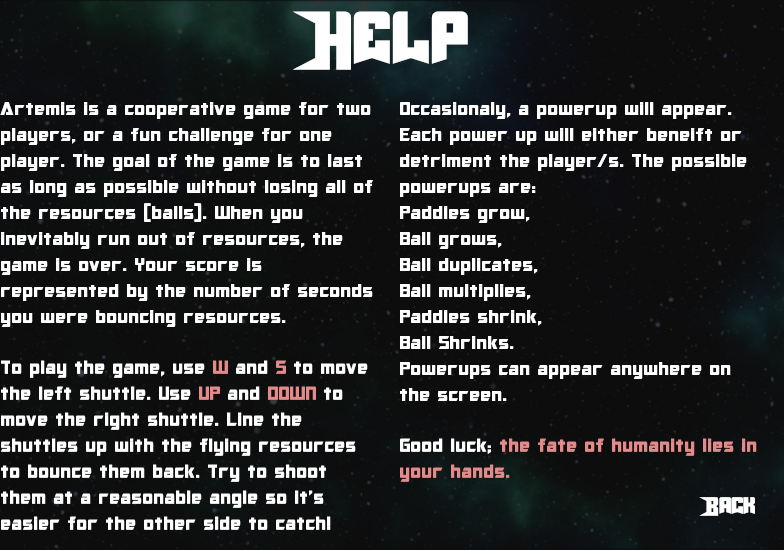 HELP
Artemis is a cooperative game for two
players, or a fun challenge for one
player. The goal of the game is to last
as long as possible without losing all of
the resources [balls]. When you
inevitably run out of resources, the
game is over. Your score is
represented by the number of seconds
you were bouncing resources.
To play the game, use W and S to move
the left shuttle. Use UP and DOWN to
move the right shuttle. Line the
shuttles up with the flying resources
to bounce them back. Try to shoot
them at a reasonable angle so it's
easier for the other side to catch!
Occasionaly, a powerup will appear.
Each power up will either beneift or
detriment the player/s. The possible
powerups are:
Paddles grow,
Ball grows,
Ball duplicates,
Ball multiplies,
Paddles shrink,
Ball Shrinks.
Powerups can appear anywhere on
the screen.
Good luck; the fate of humanity lies in
your hands.
BACK